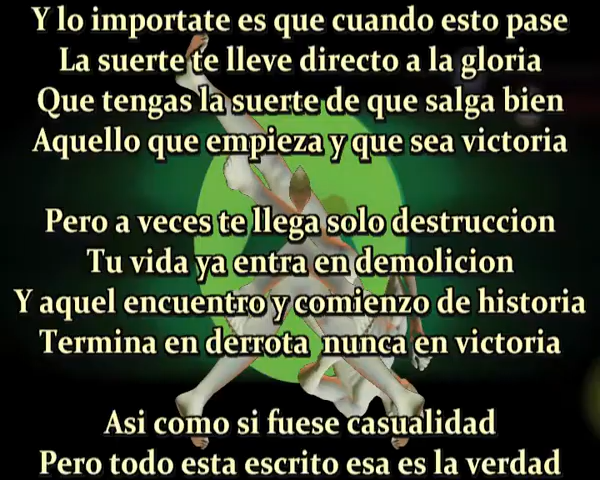 Y lo importate es que cuando esto pase
La suerte te lleve directo a la gloria
Que tengas la suerte de que salga bien
Aquello que empieza y que sea victoria
Pero a veces te llega solo destruccion
Tu vida ya entra en demolicion
Y aquel encuentro y comienzo de historia
Termina en derrota nunca en victoria
Asi como si fuese casualidad
Pero todo esta escrito esa es la verdad